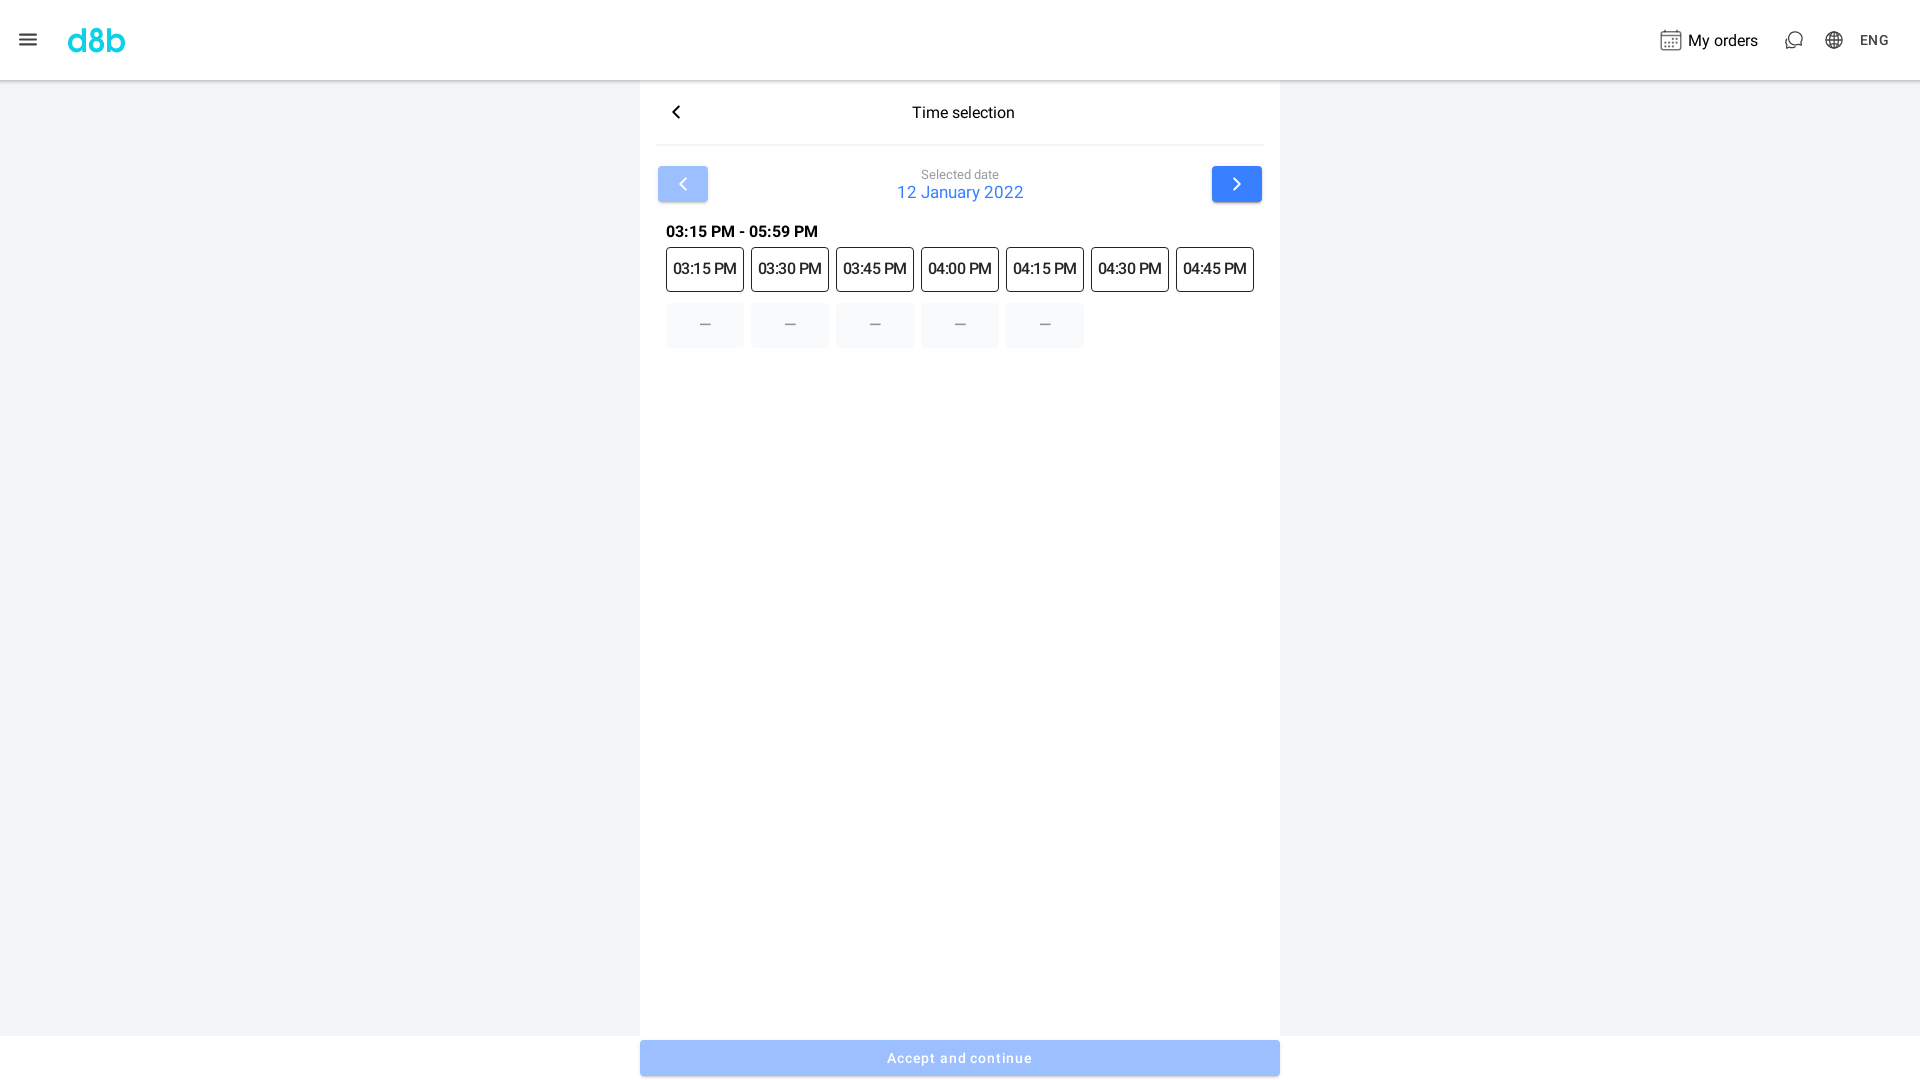 d8b
My orders
ENG
Time selection
Selected date
12 January 2022
03:15 PM - 05:59 PM
03:15 PM 03:30 PM 03:45 PM 04:00 PM 04:15 PM 04:30 PM 04:45 PM
– – – – –
Accept and continue